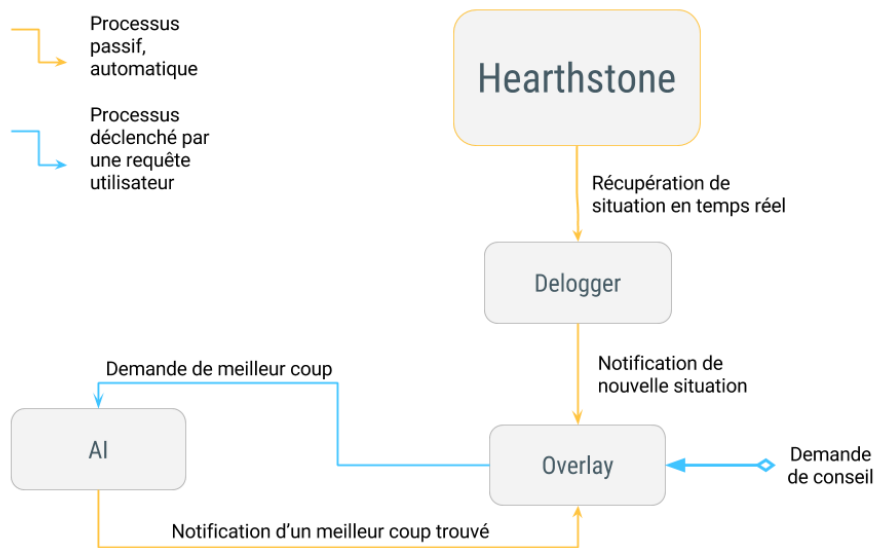 Processus
passif,
automatique
Processus
déclenché par
une requête
utilisateur
Hearthstone
Récupération de
situation en temps réel
Delogger
Notification de
nouvelle situation
Demande de meilleur coup
AI
Overlay
Demande
de conseil
Notification d’un meilleur coup trouvé